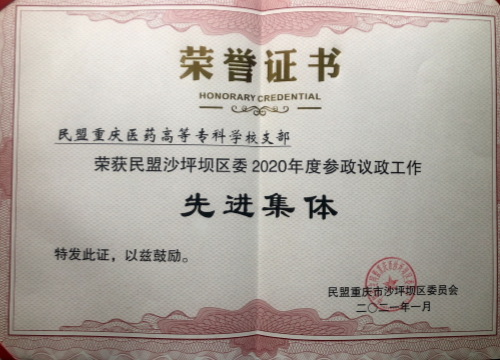 荣誉证书
HONORARY CREDENTIAL
民盟重庆医药高等专科学校支部
荣获民盟沙坪坝区委2020年度参政议政工作
先进集体
特发此证，以兹鼓励。
民盟重庆市沙坪坝区委员会
二〇二一年一月